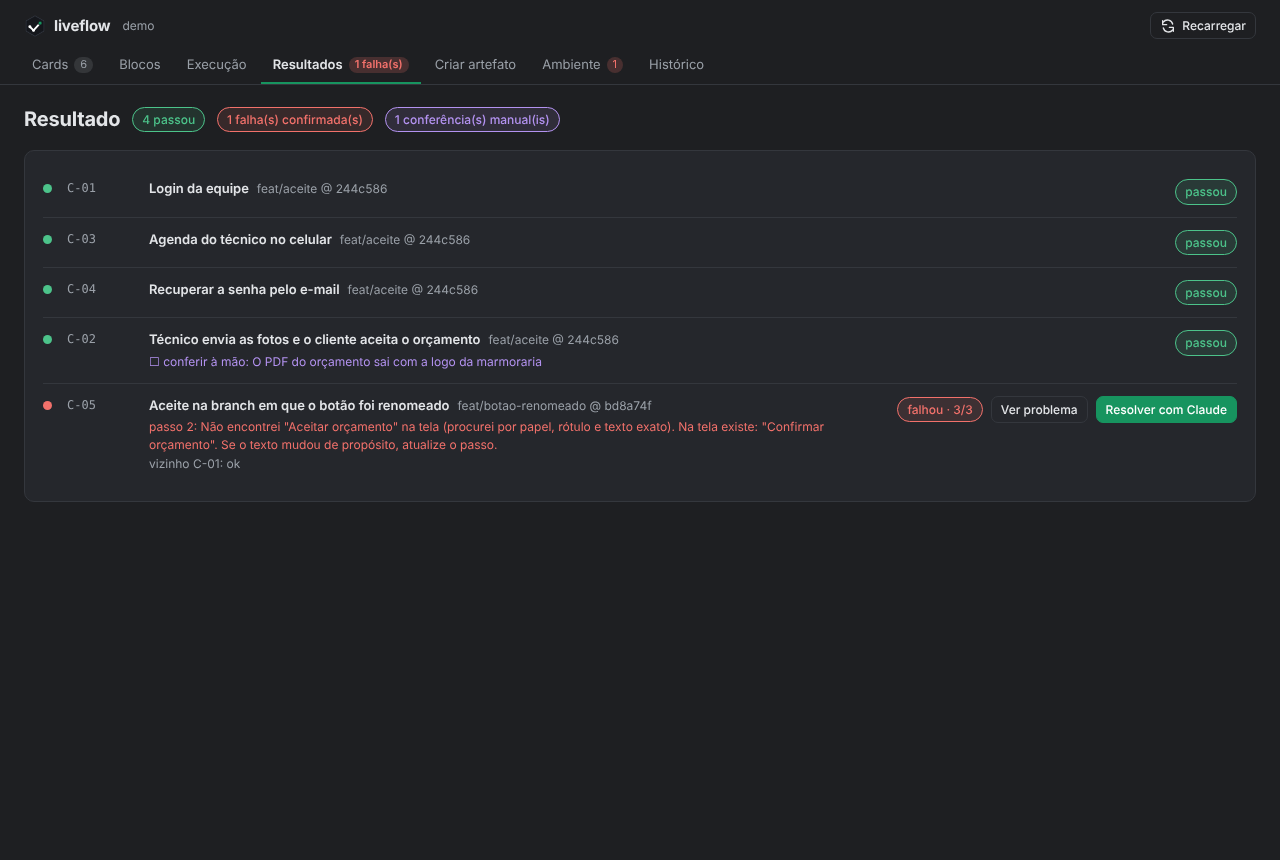 liveflow demo
Recarregar
Cards 6 Blocos Execução Resultados 1 falha(s) Criar artefato Ambiente 1 Histórico
Resultado 4 passou 1 falha(s) confirmada(s) 1 conferência(s) manual(is)
C-01 Login da equipe feat/aceite @ 244c586 passou
C-03 Agenda do técnico no celular feat/aceite @ 244c586 passou
C-04 Recuperar a senha pelo e-mail feat/aceite @ 244c586 passou
C-02 Técnico envia as fotos e o cliente aceita o orçamento feat/aceite @ 244c586 passou
☐ conferir à mão: O PDF do orçamento sai com a logo da marmoraria
C-05 Aceite na branch em que o botão foi renomeado feat/botao-renomeado @ bd8a74f falhou · 3/3 Ver problema Resolver com Claude
passo 2: Não encontrei "Aceitar orçamento" na tela (procurei por papel, rótulo e texto exato). Na tela existe: "Confirmar
orçamento". Se o texto mudou de propósito, atualize o passo.
vizinho C-01: ok